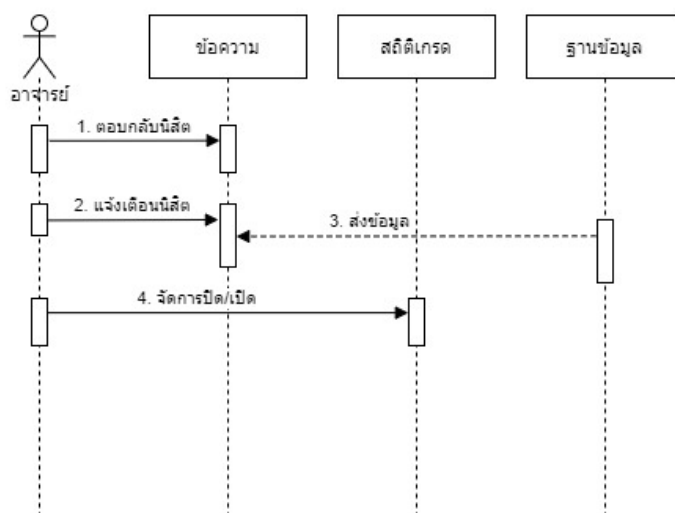 ข้อความ
สถิติเกรด
ฐานข้อมูล
อาจารย์
1. ตอบกลับนิสิต
2. แจ้งเตือนนิสิต
3. ส่งข้อมูล
4. จัดการปิด/เปิด